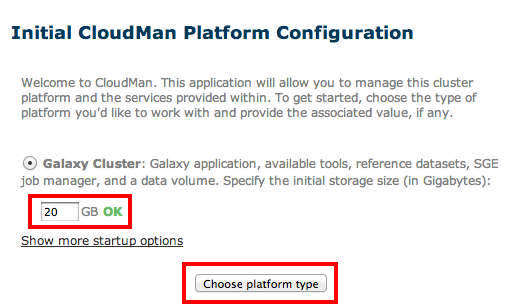 Initial CloudMan Platform Configuration
Welcome to CloudMan. This application will allow you to manage this cluster
platform and the services provided within. To get started, choose the type of
platform you'd like to work with and provide the associated value, if any.
Galaxy Cluster: Galaxy application, available tools, reference datasets, SGE
job manager, and a data volume. Specify the initial storage size (in Gigabytes):
20 GB OK
Show more startup options
Choose platform type